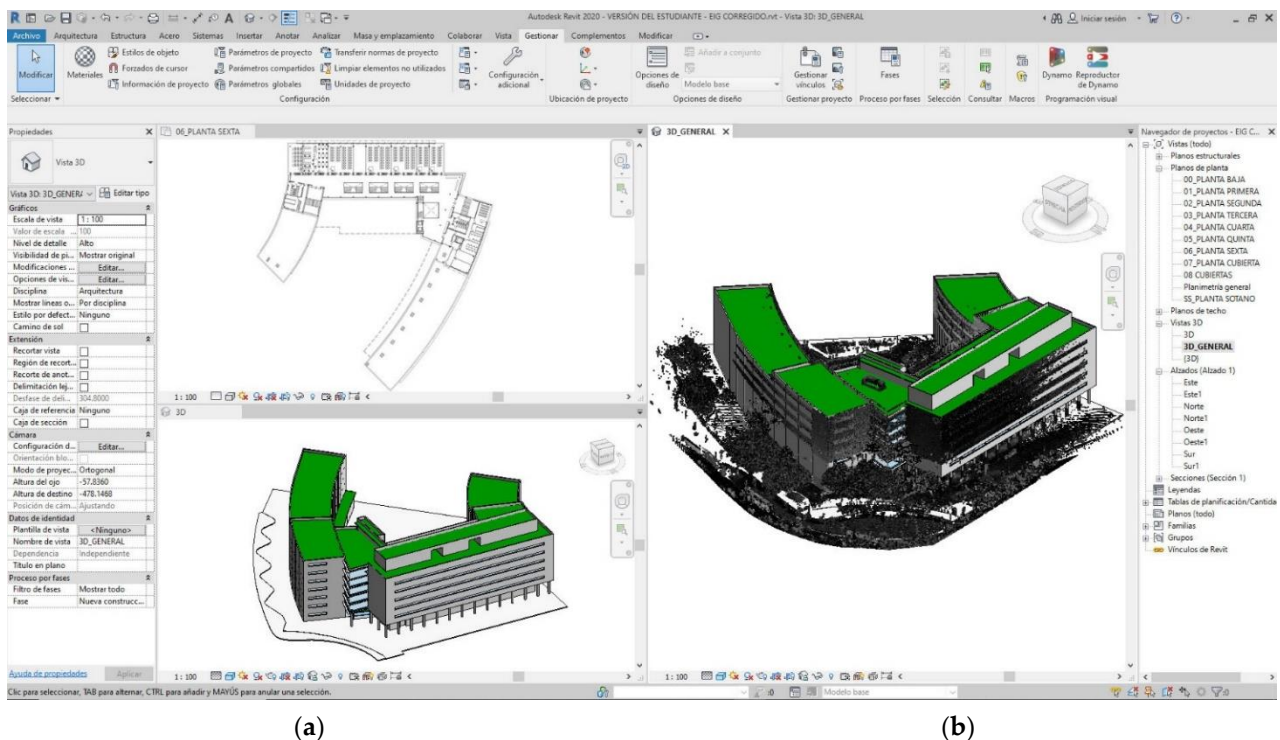 Autodesk Revit 2020 - VERSIÓN DEL ESTUDIANTE - EIG CORREGIDO.rvt - Vista 3D: 3D_GENERAL
Iniciar sesión
Archivo Arquitectura Estructura Acero Sistemas Insertar Anotar Analizar Masa y emplazamiento Colaborar Vista Gestionar Complementos Modificar
Modificar
Materiales
Estilos de objeto
Forzados de cursor
Información de proyecto
Parámetros de proyecto
Parámetros compartidos
Parámetros globales
Transferir normas de proyecto
Limpiar elementos no utilizados
Unidades de proyecto
Configuración adicional
Opciones de diseño
Añadir a conjunto
Modelo base
Gestionar vínculos
Fases
Dynamo
Reproductor de Dynamo
Seleccionar
Configuración
Ubicación de proyecto
Opciones de diseño
Gestionar proyecto
Proceso por fases
Selección
Consultar
Macros
Programación visual
Propiedades
Vista 3D
Vista 3D: 3D_GENERA
Editar tipo
Gráficos
Escala de vista 1 : 100
Valor de escala ... 100
Nivel de detalle Alto
Visibilidad de pi... Mostrar original
Modificaciones ... Editar...
Opciones de vis... Editar...
Disciplina Arquitectura
Mostrar líneas o... Por disciplina
Estilo por defect... Ninguno
Camino de sol
Extensión
Recortar vista
Región de recort...
Recorte de anot...
Delimitación lej...
Desfase de deli... 304.8000
Caja de referencia Ninguno
Caja de sección
Cámara
Configuración d... Editar...
Orientación blo...
Modo de proyec... Ortogonal
Altura del ojo -57.8360
Altura de destino -478.1460
Posición de cám... Ajustando
Datos de identidad
Plantilla de vista <Ninguno>
Nombre de vista 3D_GENERAL
Dependencia Independiente
Título en plano
Proceso por fases
Filtro de fases Mostrar todo
Fase Nueva construcc...
Ayuda de propiedades
Aplicar
06_PLANTA SEXTA
1 : 100
3D
1 : 100
3D_GENERAL
1 : 100
Navegador de proyectos - EIG C...
Vistas (todo)
Planos estructurales
Planos de planta
00_PLANTA BAJA
01_PLANTA PRIMERA
02_PLANTA SEGUNDA
03_PLANTA TERCERA
04_PLANTA CUARTA
05_PLANTA QUINTA
06_PLANTA SEXTA
07_PLANTA CUBIERTA
08 CUBIERTAS
Planimetría general
SS_PLANTA SOTANO
Planos de techo
Vistas 3D
3D
3D_GENERAL
{3D}
Alzados (Alzado 1)
Este
Este1
Norte
Norte1
Oeste
Oeste1
Sur
Sur1
Secciones (Sección 1)
Leyendas
Tablas de planificación/Cantida
Planos (todo)
Familias
Grupos
Vínculos de Revit
Clic para seleccionar, TAB para alternar, CTRL para añadir y MAYÚS para anular una selección.
:0
Modelo base
:0
(a)
(b)